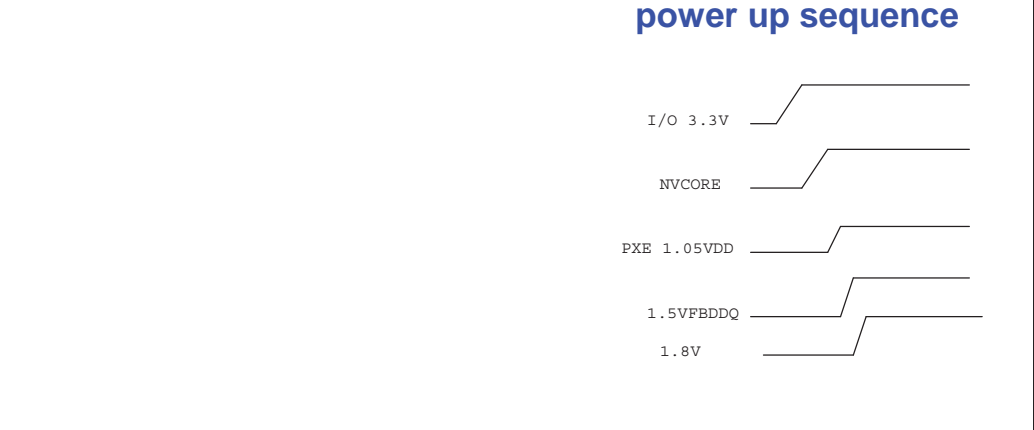 power up sequence
I/O 3.3V
NVCORE
PXE 1.05VDD
1.5VFBDDQ
1.8V